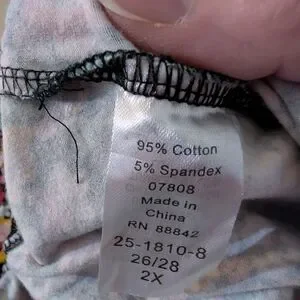 95% Cotton
5% Spandex
07808
Made in
China
RN 88842
25-1810-8
26/28
2X